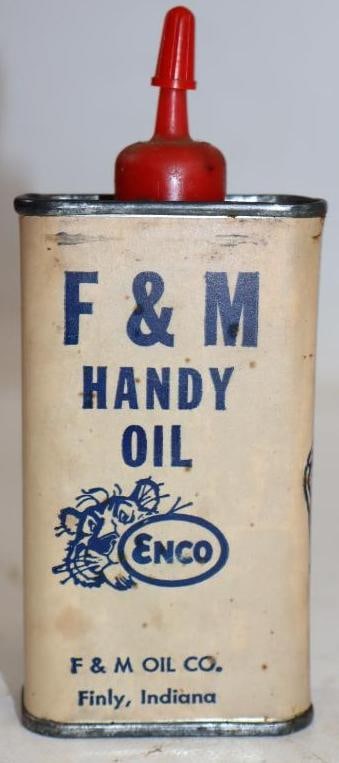 F & M
HANDY
OIL
ENCO
F & M OIL CO.
Finly, Indiana